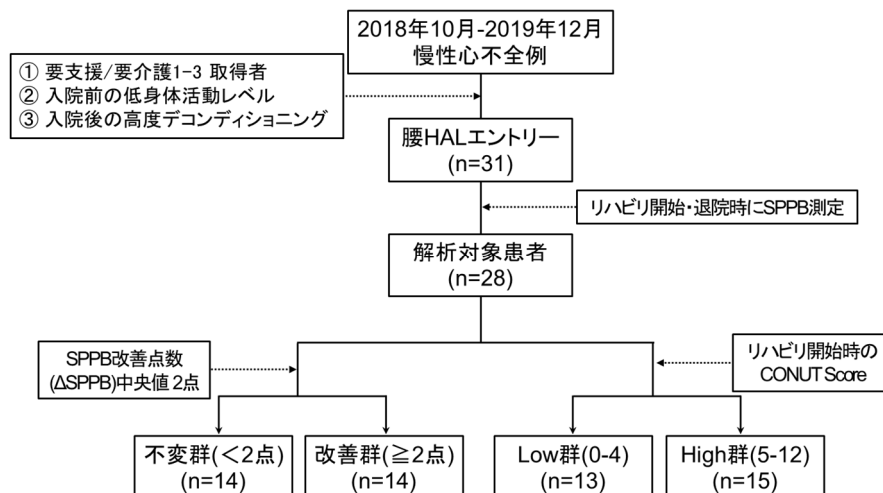 2018年10月-2019年12月
慢性心不全例
① 要支援/要介護1-3 取得者
② 入院前の低身体活動レベル
③ 入院後の高度デコンディショニング
腰HALエントリー
(n=31)
リハビリ開始・退院時にSPPB測定
解析対象患者
(n=28)
SPPB改善点数
(ΔSPPB)中央値 2点
リハビリ開始時の
CONUT Score
不変群(＜2点)
(n=14)
改善群(≧2点)
(n=14)
Low群(0-4)
(n=13)
High群(5-12)
(n=15)